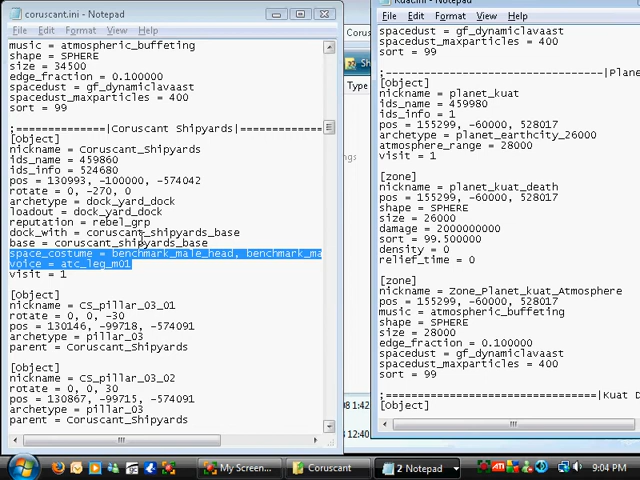 coruscant.ini - Notepad
File Edit Format View Help
music = atmospheric_buffeting
shape = SPHERE
size = 34500
edge_fraction = 0.100000
spacedust = gf_dynamiclavaast
spacedust_maxparticles = 400
sort = 99
;==============|Coruscant Shipyards|============
[Object]
nickname = Coruscant_Shipyards
ids_name = 459860
ids_info = 524680
pos = 130993, -100000, -574042
rotate = 0, -270, 0
archetype = dock_yard_dock
loadout = dock_yard_dock
reputation = rebel_grp
dock_with = coruscant_shipyards_base
base = coruscant_shipyards_base
space_costume = benchmark_male_head, benchmark_ma
voice = atc_leg_m01
visit = 1
[Object]
nickname = CS_pillar_03_01
rotate = 0, 0, -30
pos = 130146, -99718, -574091
archetype = pillar_03
parent = Coruscant_Shipyards
[Object]
nickname = CS_pillar_03_02
rotate = 0, 0, 30
pos = 130867, -99715, -574091
archetype = pillar_03
parent = Coruscant_Shipyards
Corus
Sh
Type
ngs
08 1:42
08 12:40
Kuat.ini - Notepad
File Edit Format View Help
spacedust = gf_dynamiclavaast
spacedust_maxparticles = 400
sort = 99
;================================|Plane
[Object]
nickname = planet_kuat
ids_name = 459980
ids_info = 1
pos = 155299, -60000, 528017
archetype = planet_earthcity_26000
atmosphere_range = 28000
visit = 1
[zone]
nickname = planet_kuat_death
pos = 155299, -60000, 528017
shape = SPHERE
size = 26000
damage = 2000000000
sort = 99.500000
density = 0
relief_time = 0
[zone]
nickname = Zone_Planet_Kuat_Atmosphere
pos = 155299, -60000, 528017
music = atmospheric_buffeting
shape = SPHERE
size = 28000
edge_fraction = 0.100000
spacedust = gf_dynamiclavaast
spacedust_maxparticles = 400
sort = 99
;===============================|Kuat D
[Object]
My Screen...
Coruscant
2 Notepad
9:04 PM